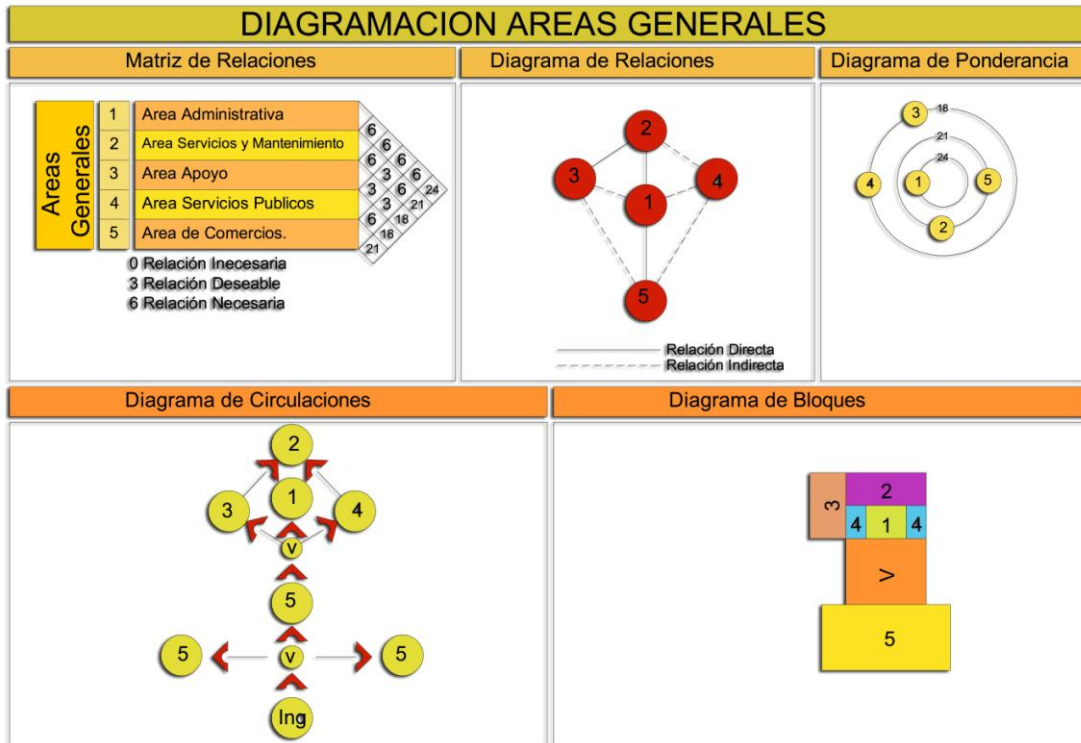 DIAGRAMACION AREAS GENERALES
Matriz de Relaciones
Areas
Generales
1 Area Administrativa
2 Area Servicios y Mantenimiento
3 Area Apoyo
4 Area Servicios Publicos
5 Area de Comercios.
6
6
6 6
3 6
3 6 24
3 21
6 18
18
21
0 Relación Inecesaria
3 Relación Deseable
6 Relación Necesaria
Diagrama de Relaciones
2
3
4
1
5
Relación Directa
Relación Indirecta
Diagrama de Ponderancia
18
3
21
24
4
1
5
2
Diagrama de Circulaciones
2
1
3
4
v
5
5
v
5
Ing
Diagrama de Bloques
3
2
4 1 4
V
5